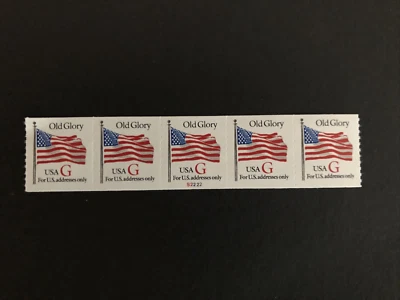 Old Glory Old Glory Old Glory Old Glory Old Glory
USA G USA G USA G USA G USA G
For U.S. addresses only For U.S. addresses only For U.S. addresses only For U.S. addresses only For U.S. addresses only